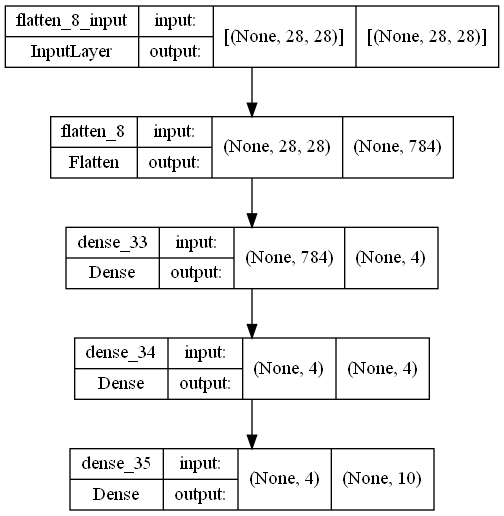 flatten_8_input input: [(None, 28, 28)] [(None, 28, 28)]
InputLayer output:
flatten_8 input: (None, 28, 28) (None, 784)
Flatten output:
dense_33 input: (None, 784) (None, 4)
Dense output:
dense_34 input: (None, 4) (None, 4)
Dense output:
dense_35 input: (None, 4) (None, 10)
Dense output: